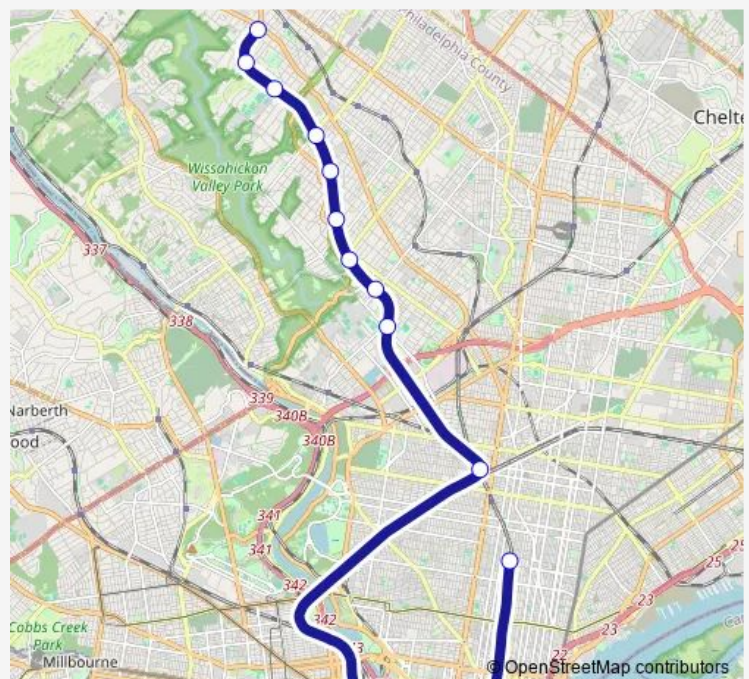 Philadelphia County
Chelte
Wissahickon
Valley Park
337
338
Narberth
ood
339
340B
340B
341
341
342
342
Cobbs Creek
Park
Millbourne
25
25
23
23
22
© OpenStreetMap contributors